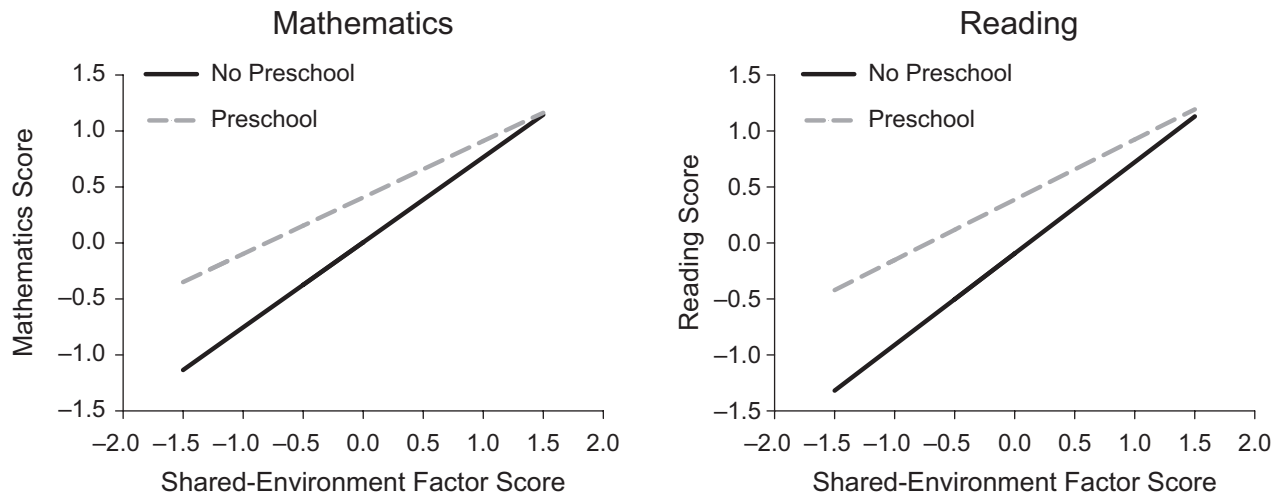 Mathematics
No Preschool
Preschool
Mathematics Score
1.5
1.0
0.5
0.0
–0.5
–1.0
–1.5
–2.0 –1.5 –1.0 –0.5 0.0 0.5 1.0 1.5 2.0
Shared-Environment Factor Score
Reading
No Preschool
Preschool
Reading Score
1.5
1.0
0.5
0.0
–0.5
–1.0
–1.5
–2.0 –1.5 –1.0 –0.5 0.0 0.5 1.0 1.5 2.0
Shared-Environment Factor Score